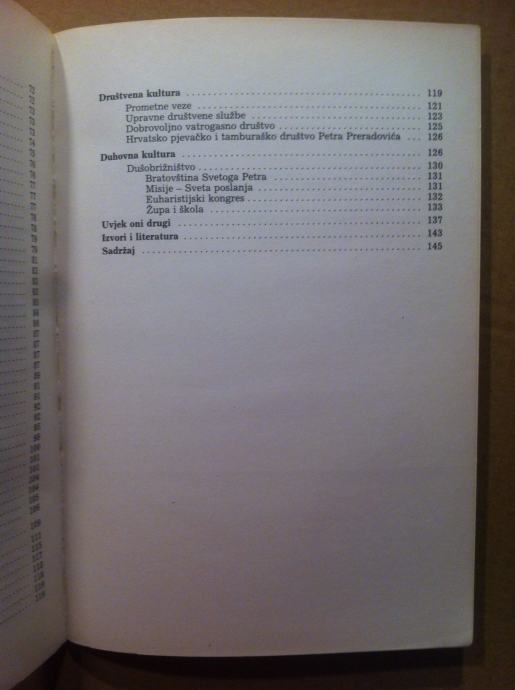 Društvena kultura 119
Prometne veze 121
Upravne društvene službe 123
Dobrovoljno vatrogasno društvo 125
Hrvatsko pjevačko i tamburaško društvo Petra Preradovića 126
Duhovna kultura 126
Dušobrižništvo 130
Bratovština Svetoga Petra 131
Misije – Sveta poslanja 131
Euharistijski kongres 132
Župa i škola 133
Uvjek oni drugi 137
Izvori i literatura 143
Sadržaj 145